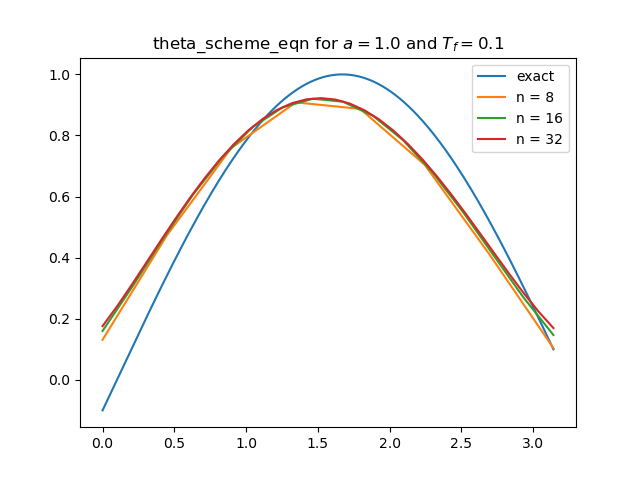 theta_scheme_eqn for a = 1.0 and T_f = 0.1
1.0
0.8
0.6
0.4
0.2
0.0
exact
n = 8
n = 16
n = 32
0.0 0.5 1.0 1.5 2.0 2.5 3.0